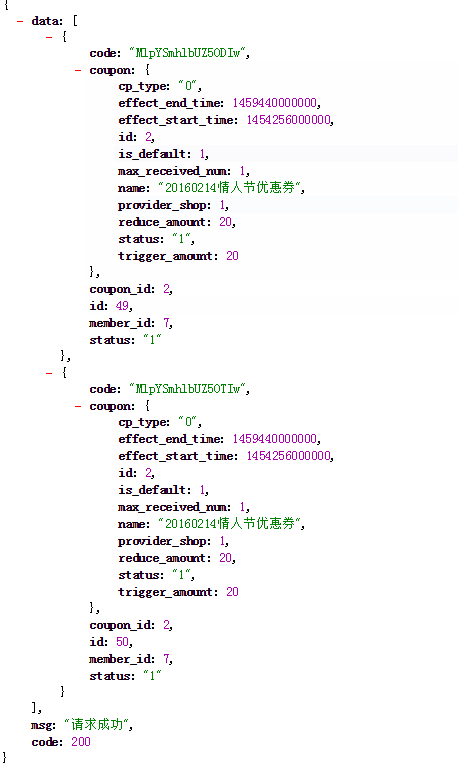 {
- data: [
- {
code: "MlpYSmhlbUZ5ODIw",
- coupon: {
cp_type: "0",
effect_end_time: 1459440000000,
effect_start_time: 1454256000000,
id: 2,
is_default: 1,
max_received_num: 1,
name: "20160214情人节优惠券",
provider_shop: 1,
reduce_amount: 20,
status: "1",
trigger_amount: 20
},
coupon_id: 2,
id: 49,
member_id: 7,
status: "1"
},
- {
code: "MlpYSmhlbUZ5OTIw",
- coupon: {
cp_type: "0",
effect_end_time: 1459440000000,
effect_start_time: 1454256000000,
id: 2,
is_default: 1,
max_received_num: 1,
name: "20160214情人节优惠券",
provider_shop: 1,
reduce_amount: 20,
status: "1",
trigger_amount: 20
},
coupon_id: 2,
id: 50,
member_id: 7,
status: "1"
}
],
msg: "请求成功",
code: 200
}